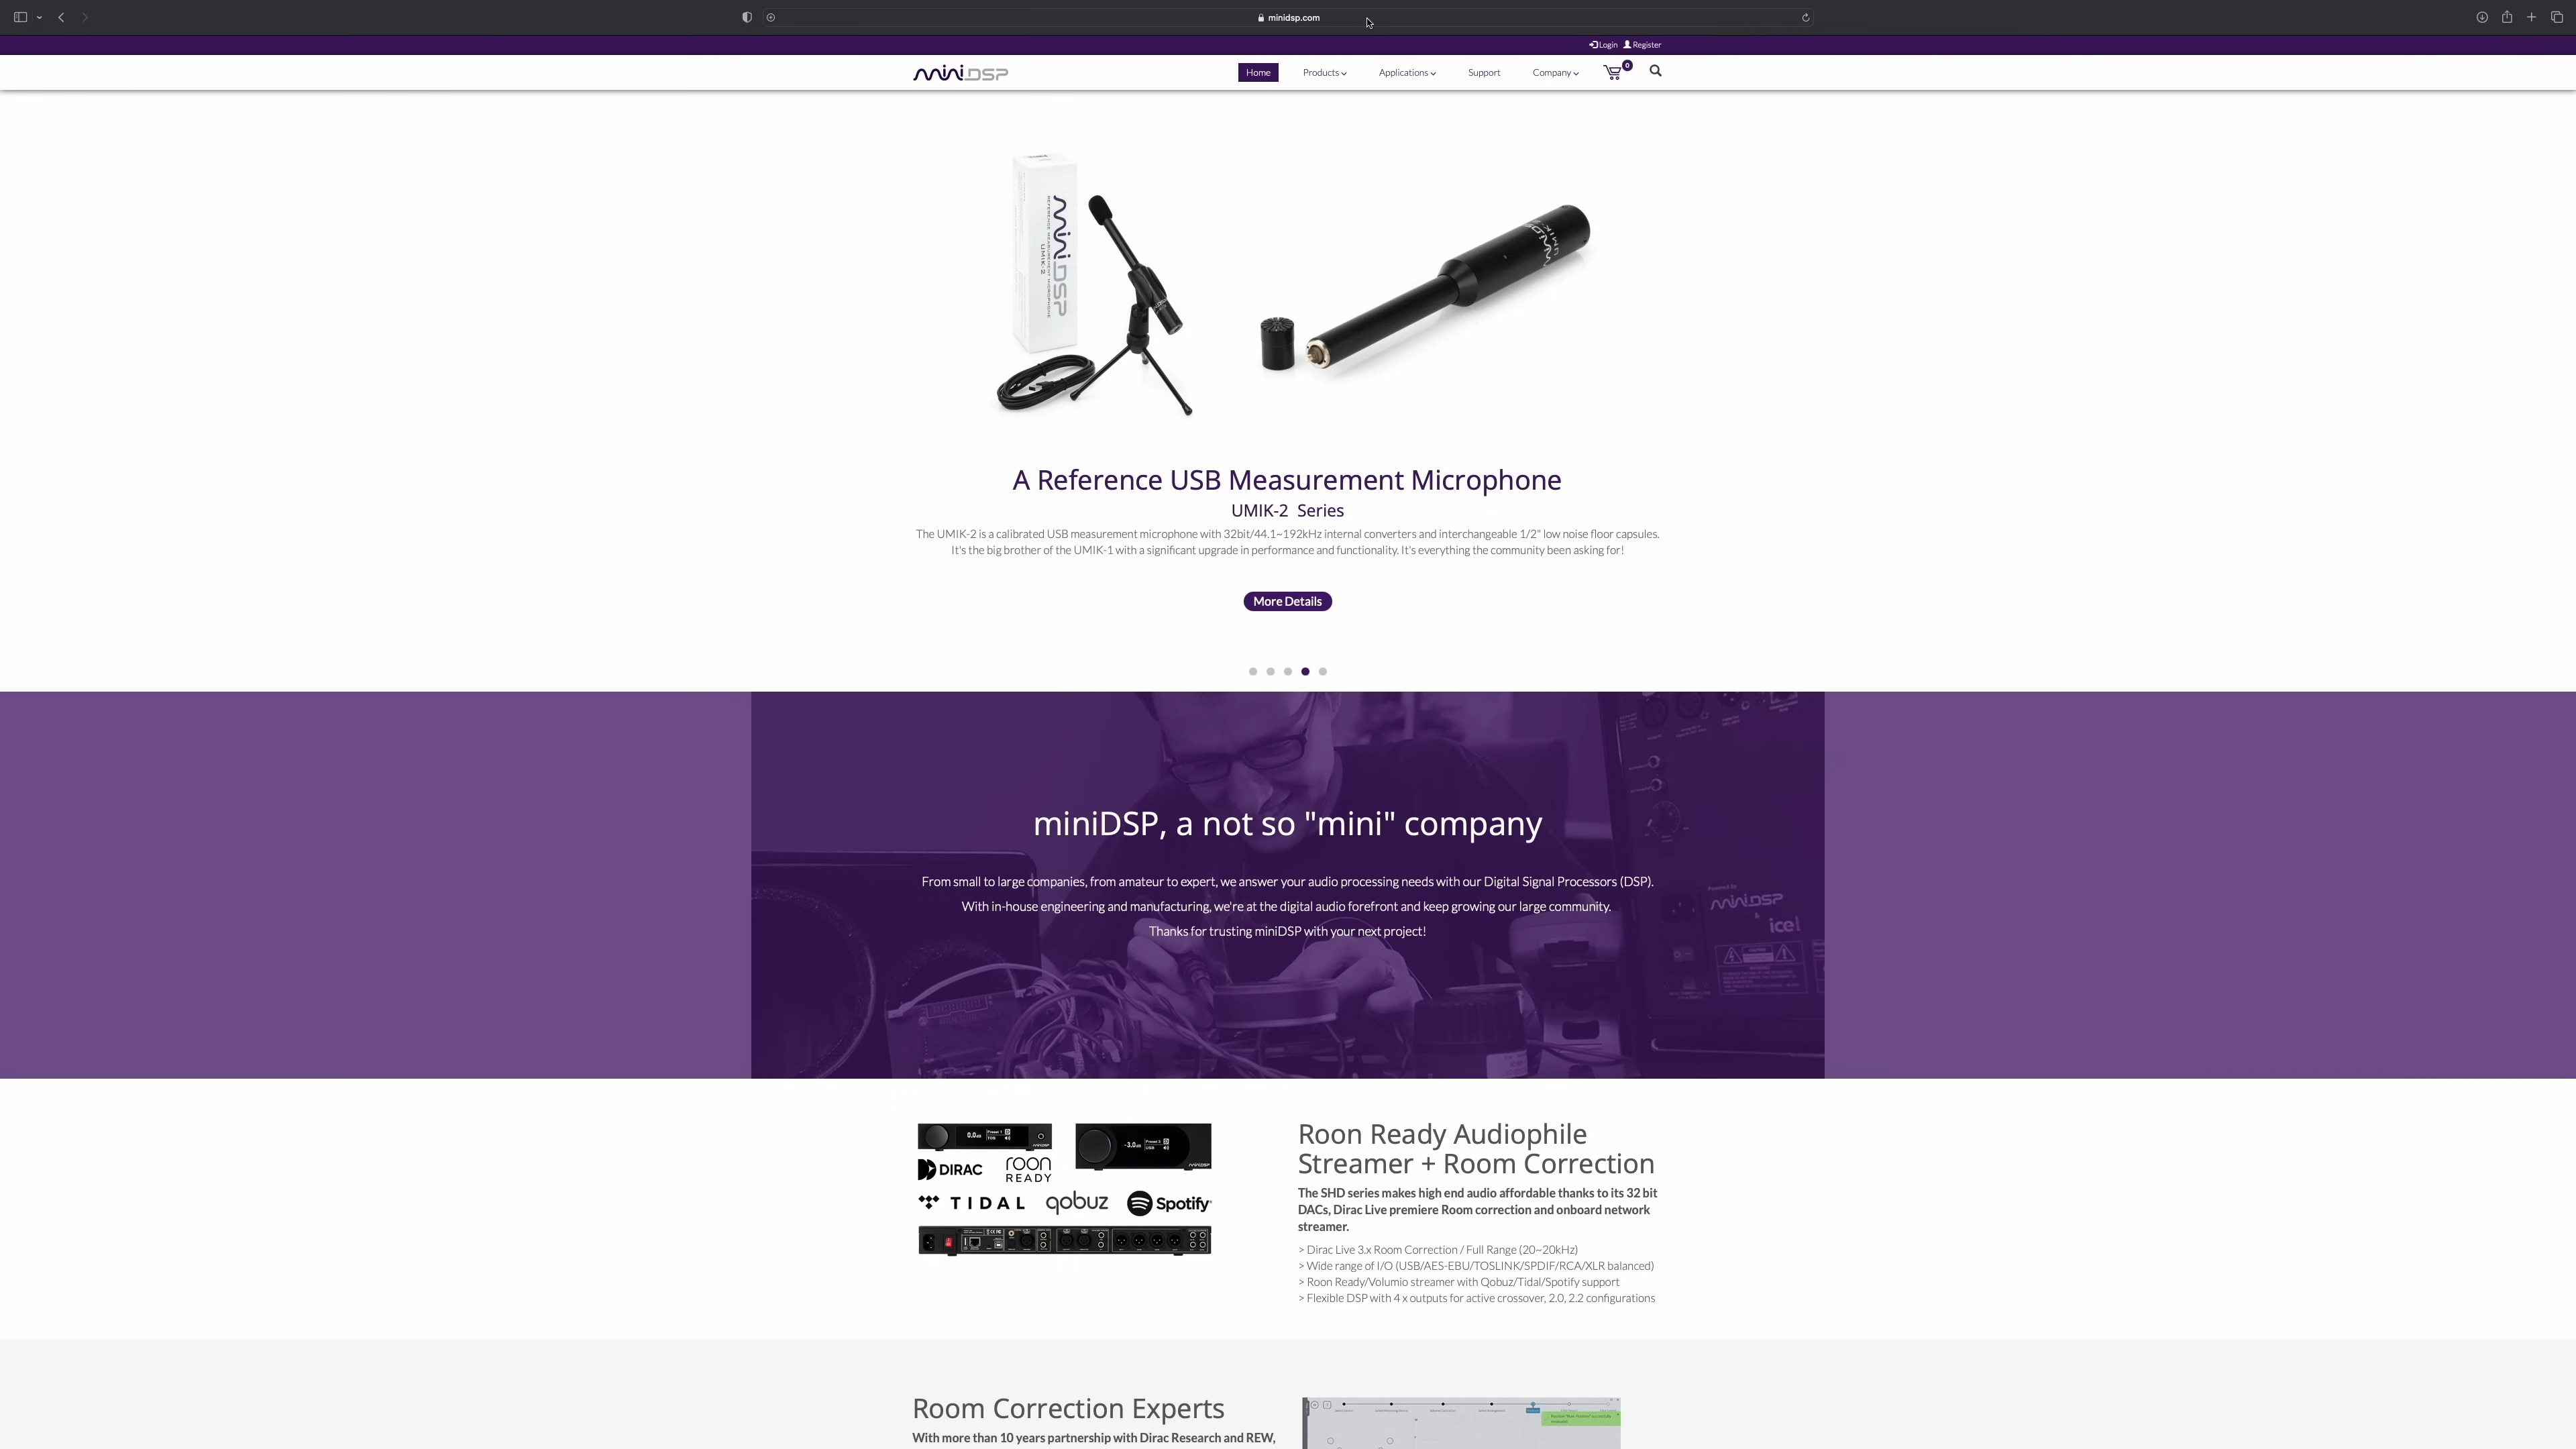 minidsp.com
Login Register
miniDSP
Home Products Applications Support Company 0
miniDSP
REFERENCE MEASUREMENT MICROPHONE
UMIK-2
A Reference USB Measurement Microphone
UMIK-2 Series
The UMIK-2 is a calibrated USB measurement microphone with 32bit/44.1~192kHz internal converters and interchangeable 1/2" low noise floor capsules.
It's the big brother of the UMIK-1 with a significant upgrade in performance and functionality. It's everything the community been asking for!
More Details
miniDSP, a not so "mini" company
From small to large companies, from amateur to expert, we answer your audio processing needs with our Digital Signal Processors (DSP).
With in-house engineering and manufacturing, we're at the digital audio forefront and keep growing our large community.
Thanks for trusting miniDSP with your next project!
Powered by
miniDSP
&
ice!
DIRAC
roon
READY
TIDAL qobuz Spotify
Roon Ready Audiophile
Streamer + Room Correction
The SHD series makes high end audio affordable thanks to its 32 bit
DACs, Dirac Live premiere Room correction and onboard network
streamer.
> Dirac Live 3.x Room Correction / Full Range (20~20kHz)
> Wide range of I/O (USB/AES-EBU/TOSLINK/SPDIF/RCA/XLR balanced)
> Roon Ready/Volumio streamer with Qobuz/Tidal/Spotify support
> Flexible DSP with 4 x outputs for active crossover, 2.0, 2.2 configurations
Room Correction Experts
With more than 10 years partnership with Dirac Research and REW,